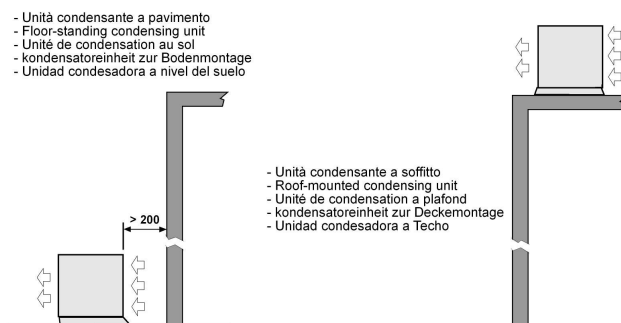 - Unità condensante a pavimento
- Floor-standing condensing unit
- Unité de condensation au sol
- kondensatoreinheit zur Bodenmontage
- Unidad condesadora a nivel del suelo
- Unità condensante a soffitto
- Roof-mounted condensing unit
- Unité de condensation a plafond
- kondensatoreinheit zur Deckemontage
- Unidad condesadora a Techo
> 200